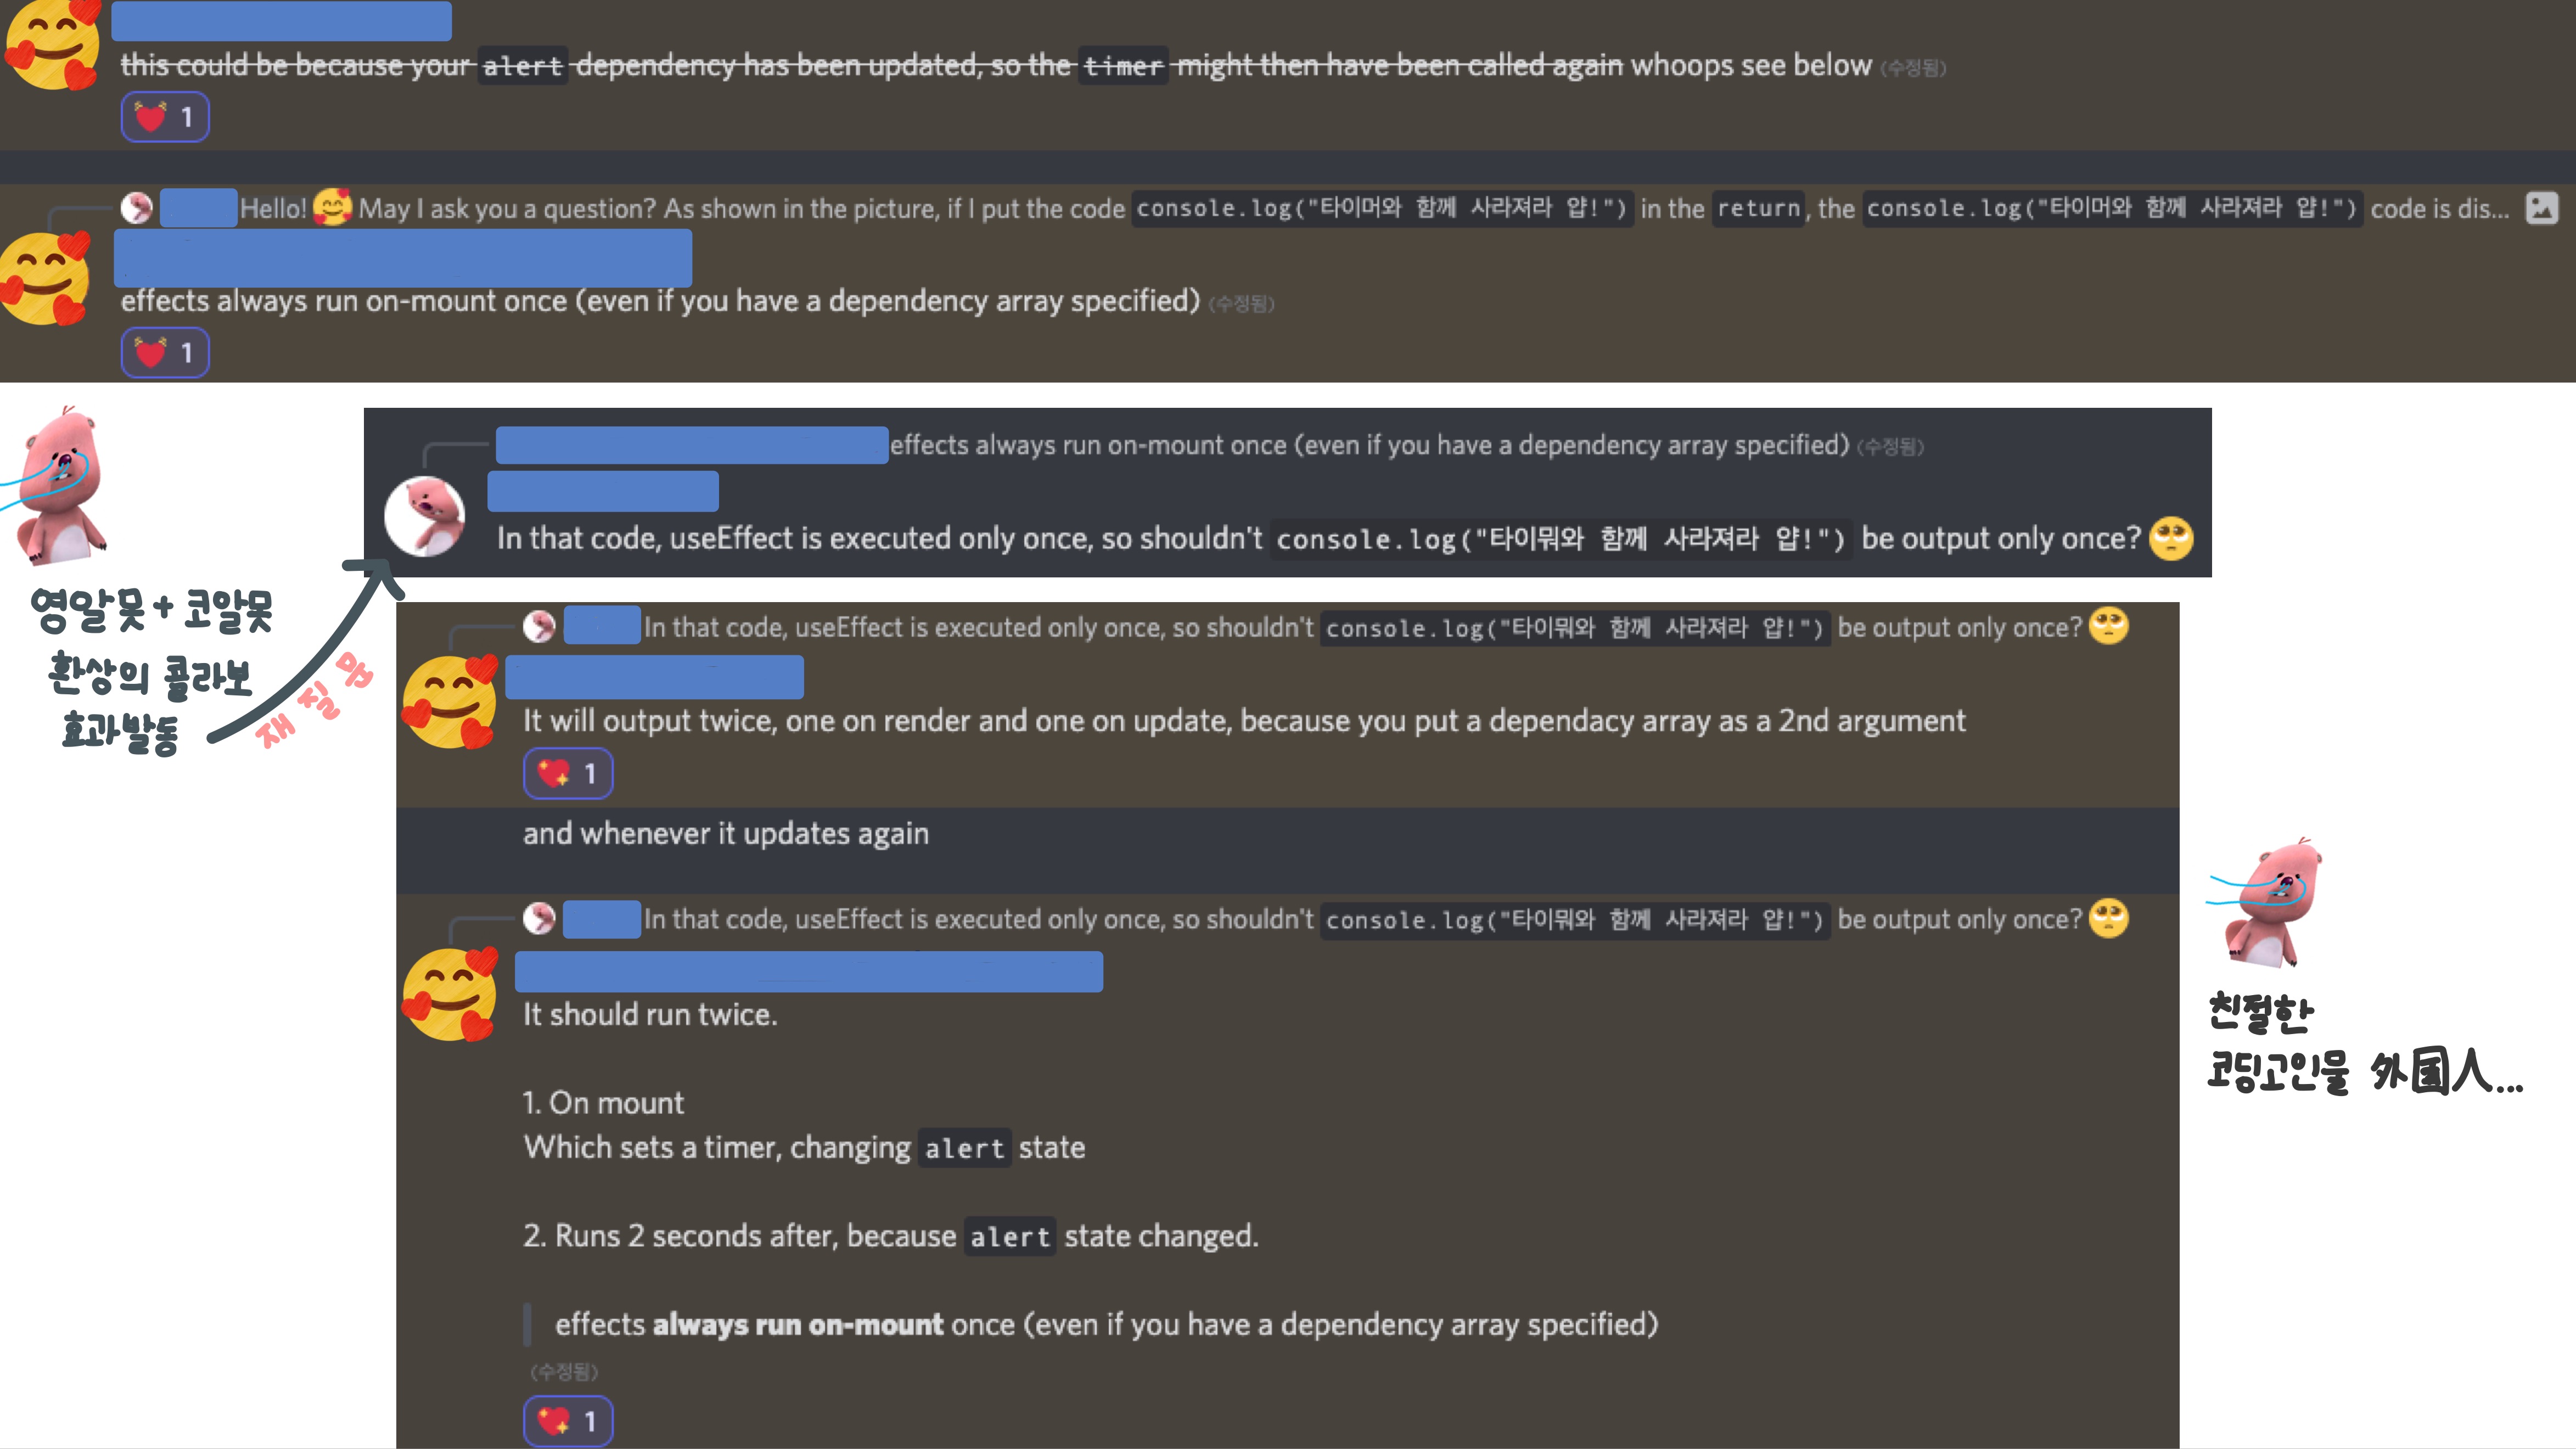 this could be because your alert dependency has been updated, so the timer might then have been called again whoops see below (수정됨)
1
Hello! 🥰 May I ask you a question? As shown in the picture, if I put the code console.log("타이머와 함께 사라져라 얍!") in the return, the console.log("타이머와 함께 사라져라 얍!") code is dis...
effects always run on-mount once (even if you have a dependency array specified) (수정됨)
1
effects always run on-mount once (even if you have a dependency array specified) (수정됨)
In that code, useEffect is executed only once, so shouldn't console.log("타이뭐와 함께 사라져라 얍!") be output only once? 🥺
영알못 + 코알못
환상의 콜라보
효과발동
재 질 문
In that code, useEffect is executed only once, so shouldn't console.log("타이뭐와 함께 사라져라 얍!") be output only once? 🥺
It will output twice, one on render and one on update, because you put a dependacy array as a 2nd argument
1
and whenever it updates again
In that code, useEffect is executed only once, so shouldn't console.log("타이뭐와 함께 사라져라 얍!") be output only once? 🥺
It should run twice.
1. On mount
Which sets a timer, changing alert state
2. Runs 2 seconds after, because alert state changed.
effects always run on-mount once (even if you have a dependency array specified)
(수정됨)
1
친절한
코딩고인물 外国人...